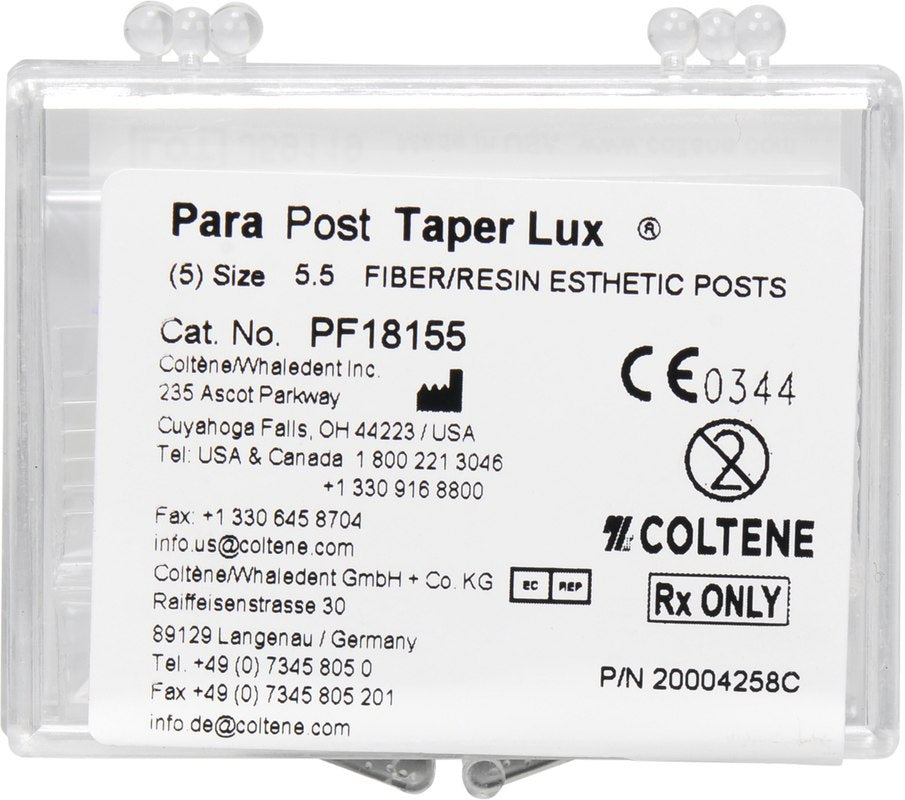 Para Post Taper Lux ®
(5) Size 5.5 FIBER/RESIN ESTHETIC POSTS
Cat. No. PF18155
Coltène/Whaledent Inc.
235 Ascot Parkway
Cuyahoga Falls, OH 44223 / USA
Tel: USA & Canada 1 800 221 3046
+1 330 916 8800
Fax: +1 330 645 8704
info.us@coltene.com
Coltène/Whaledent GmbH + Co. KG
EC REP
Raiffeisenstrasse 30
89129 Langenau / Germany
Tel. +49 (0) 7345 805 0
Fax +49 (0) 7345 805 201
info.de@coltene.com
CE 0344
2
COLTENE
Rx ONLY
P/N 20004258C